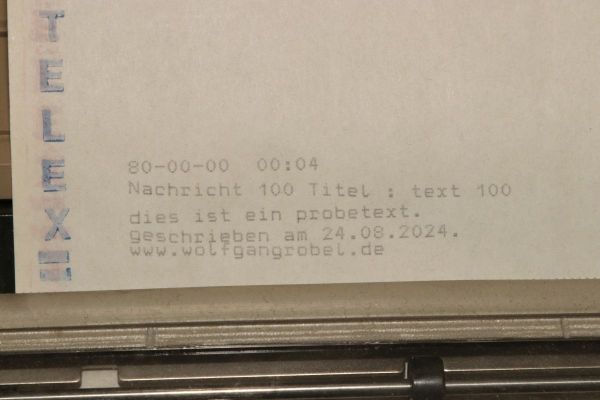 TELEX
80-00-00 00:04
Nachricht 100 Titel : text 100
dies ist ein probetext.
geschrieben am 24.08.2024.
www.wolfgangrobel.de